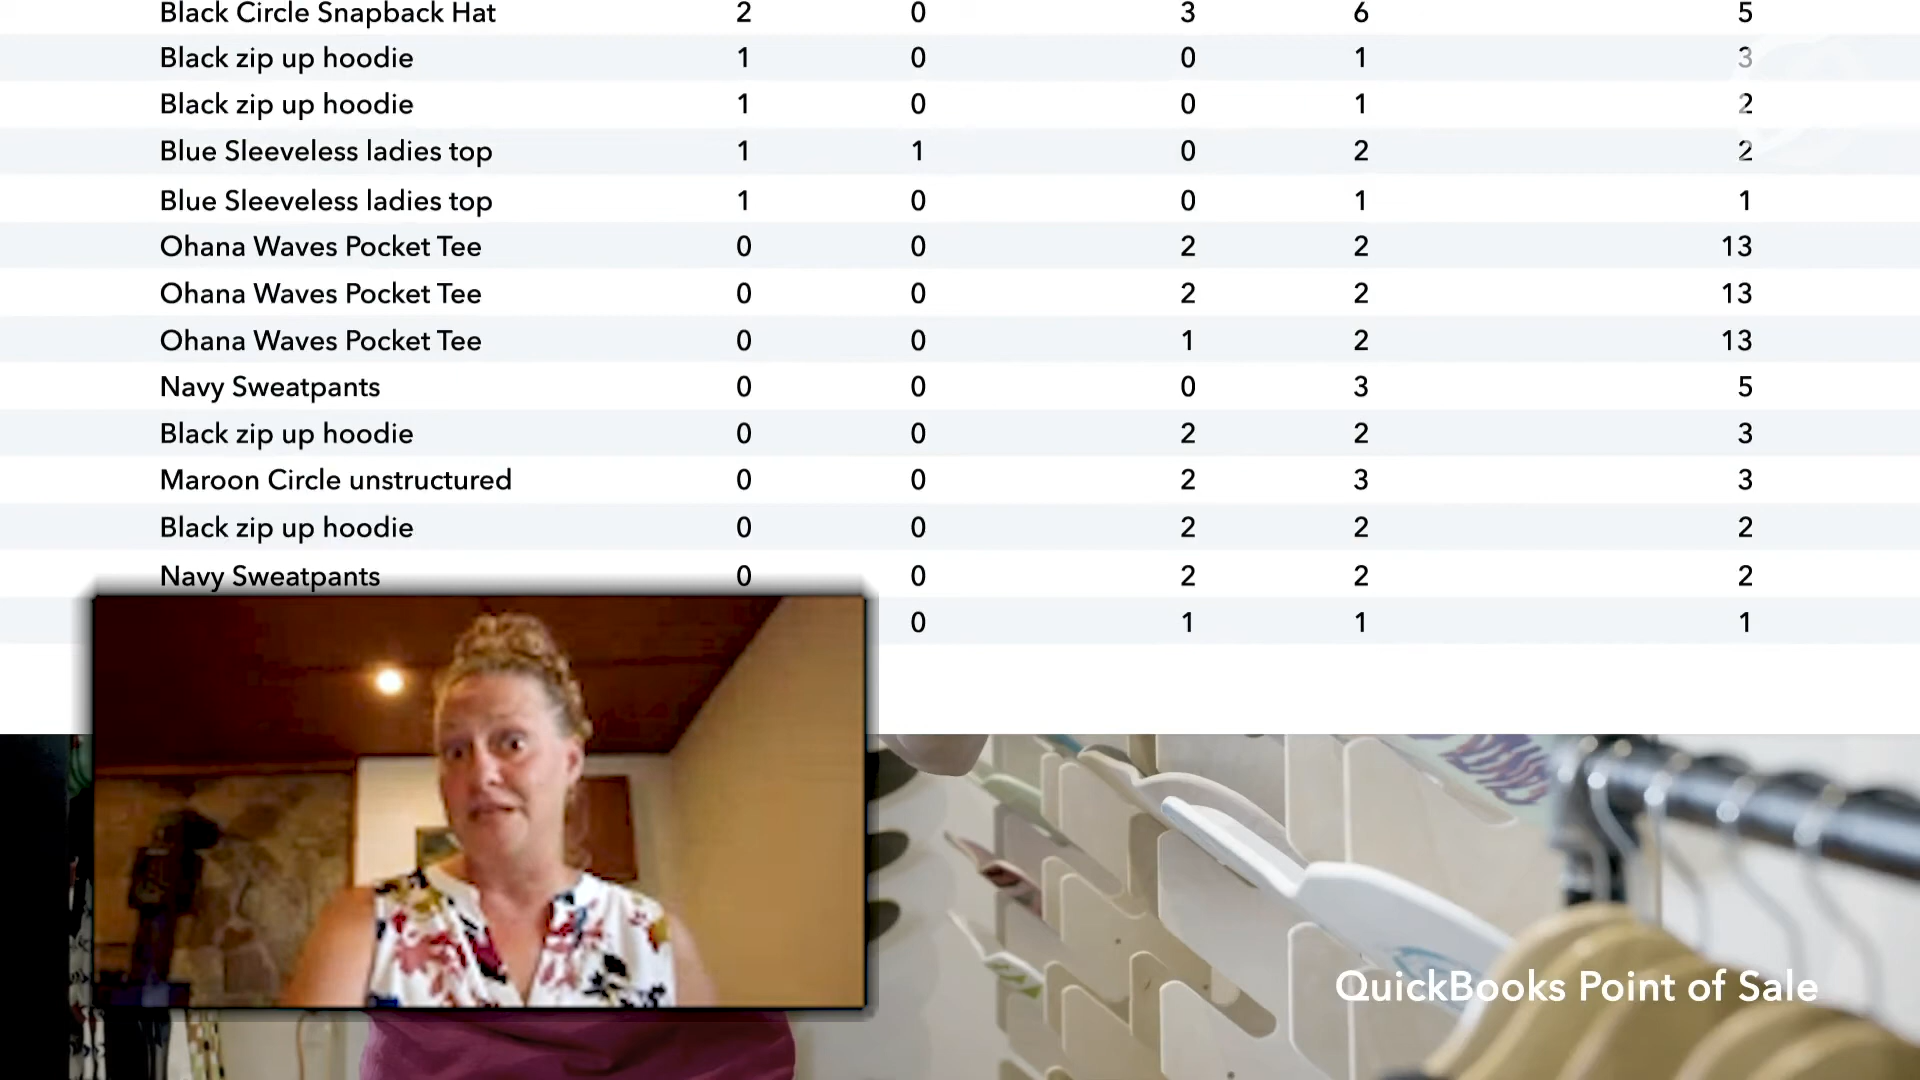 Black Circle Snapback Hat 2 0 3 6 5
Black zip up hoodie 1 0 0 1 3
Black zip up hoodie 1 0 0 1 2
Blue Sleeveless ladies top 1 1 0 2 2
Blue Sleeveless ladies top 1 0 0 1 1
Ohana Waves Pocket Tee 0 0 2 2 13
Ohana Waves Pocket Tee 0 0 2 2 13
Ohana Waves Pocket Tee 0 0 1 2 13
Navy Sweatpants 0 0 0 3 5
Black zip up hoodie 0 0 2 2 3
Maroon Circle unstructured 0 0 2 3 3
Black zip up hoodie 0 0 2 2 2
Navy Sweatpants 0 0 2 2 2
0 1 1 1
QuickBooks Point of Sale